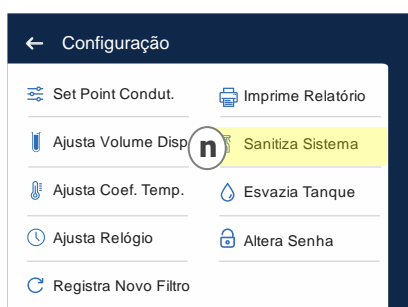 Configuração
Set Point Condut.
Imprime Relatório
Ajusta Volume Disp
n
Sanitiza Sistema
Ajusta Coef. Temp.
Esvazia Tanque
Ajusta Relógio
Altera Senha
Registra Novo Filtro